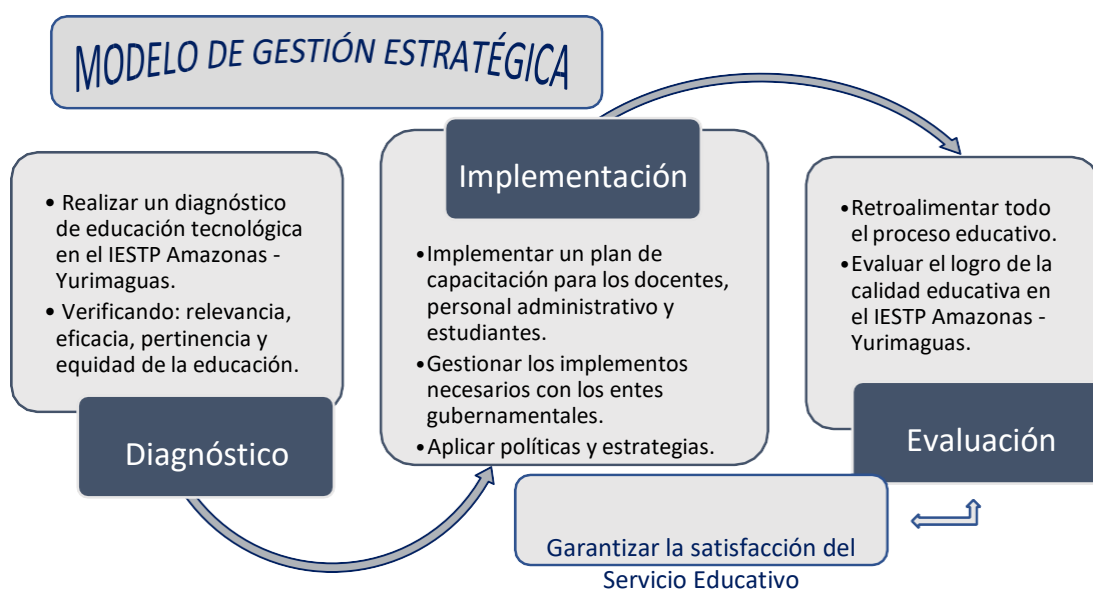 MODELO DE GESTIÓN ESTRATÉGICA
• Realizar un diagnóstico
de educación tecnológica
en el IESTP Amazonas -
Yurimaguas.
• Verificando: relevancia,
eficacia, pertinencia y
equidad de la educación.
Diagnóstico
Implementación
•Implementar un plan de
capacitación para los docentes,
personal administrativo y
estudiantes.
•Gestionar los implementos
necesarios con los entes
gubernamentales.
•Aplicar políticas y estrategias.
•Retroalimentar todo
el proceso educativo.
•Evaluar el logro de la
calidad educativa en
el IESTP Amazonas -
Yurimaguas.
Evaluación
Garantizar la satisfacción del
Servicio Educativo